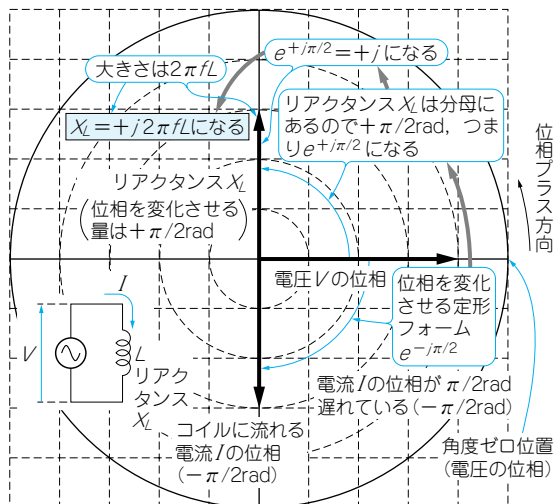 大きさは2πfL
e^{+jπ/2}=+jになる
X_L=+j2πfLになる
リアクタンスX_Lは分母に
あるので+π/2rad，つま
りe^{+jπ/2}になる
位相プラス方向
リアクタンスX_L
(位相を変化させる
量は+π/2rad)
電圧Vの位相
位相を変化
させる定形
フォーム
e^{-jπ/2}
I
V
L
リアク
タンス
X_L
コイルに流れる
電流Iの位相
(−π/2rad)
電流Iの位相がπ/2rad
遅れている(−π/2rad)
角度ゼロ位置
(電圧の位相)